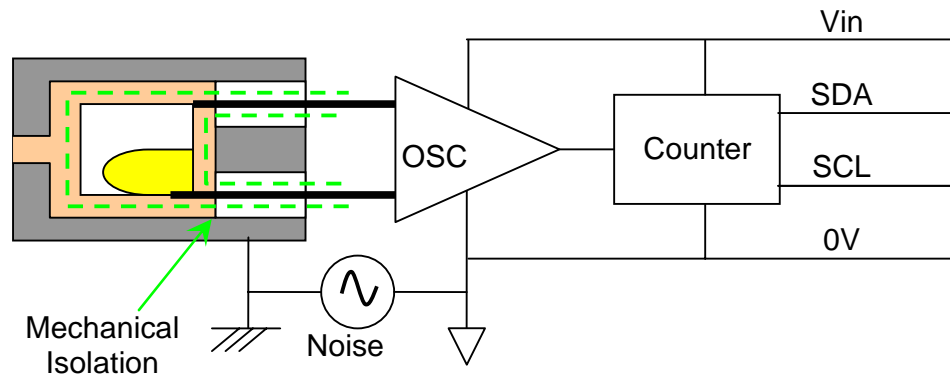 Vin
SDA
OSC
Counter
SCL
0V
Mechanical
Isolation
Noise